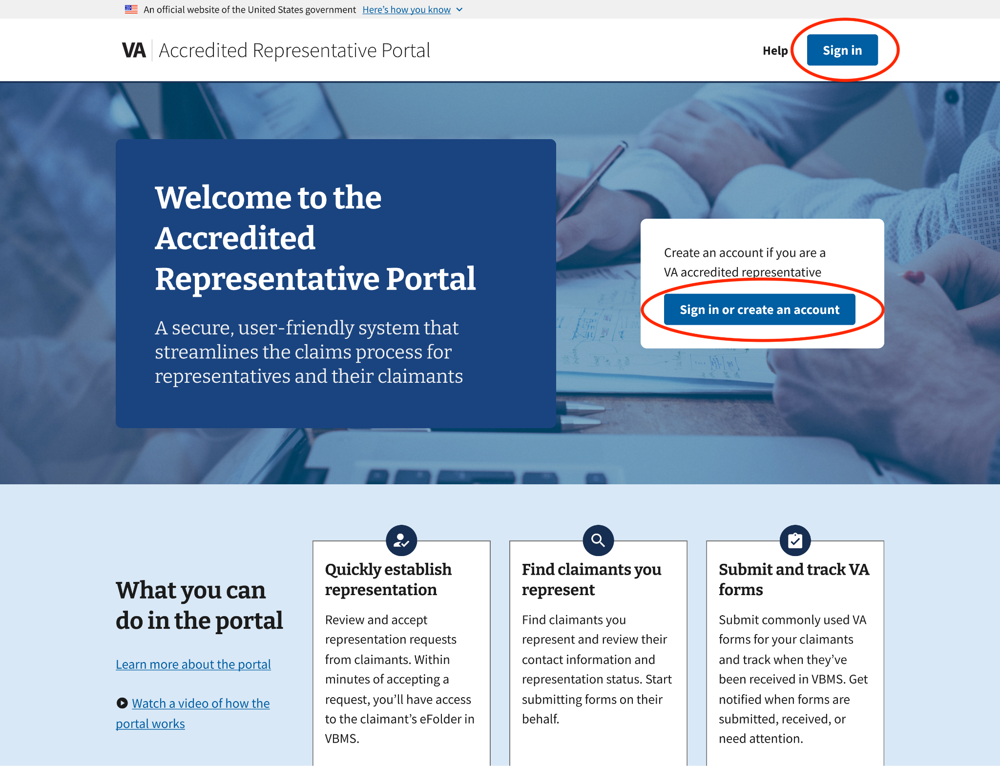 An official website of the United States government Here’s how you know
VA Accredited Representative Portal
Help
Sign in
Welcome to the
Accredited
Representative Portal
A secure, user-friendly system that
streamlines the claims process for
representatives and their claimants
Create an account if you are a
VA accredited representative
Sign in or create an account
What you can
do in the portal
Learn more about the portal
Watch a video of how the
portal works
Quickly establish
representation
Review and accept
representation requests
from claimants. Within
minutes of accepting a
request, you’ll have access
to the claimant’s eFolder in
VBMS.
Find claimants you
represent
Find claimants you
represent and review their
contact information and
representation status. Start
submitting forms on their
behalf.
Submit and track VA
forms
Submit commonly used VA
forms for your claimants
and track when they’ve
been received in VBMS. Get
notified when forms are
submitted, received, or
need attention.